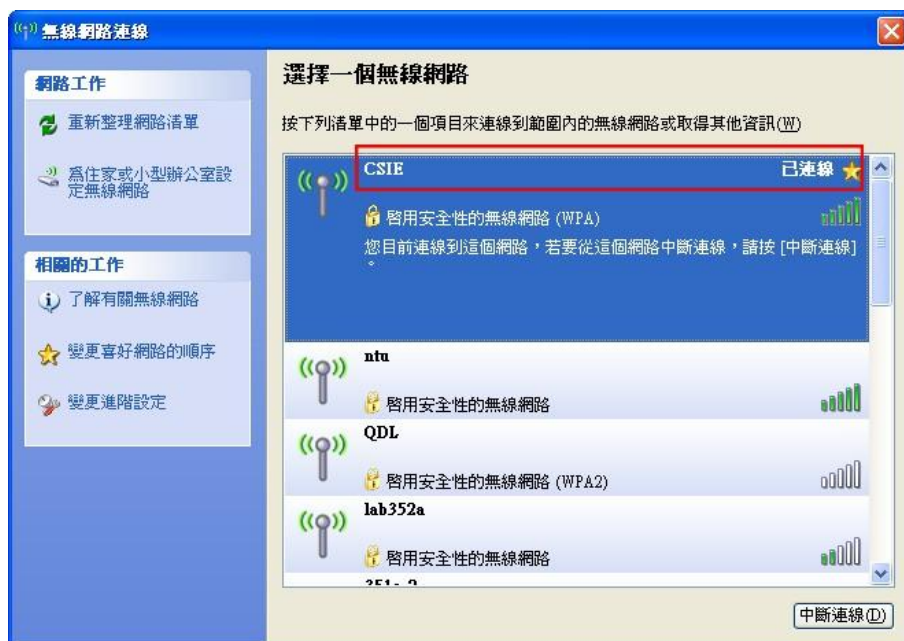 無線網路連線
網路工作
重新整理網路清單
為住家或小型辦公室設
定無線網路
相關的工作
了解有關無線網路
變更喜好網路的順序
變更進階設定
選擇一個無線網路
按下列清單中的一個項目來連線到範圍內的無線網路或取得其他資訊(W)
CSIE 已連線
啟用安全性的無線網路 (WPA)
您目前連線到這個網路，若要從這個網路中斷連線，請按 [中斷連線]
。
ntu
啟用安全性的無線網路
QDL
啟用安全性的無線網路 (WPA2)
lab352a
啟用安全性的無線網路
中斷連線(D)